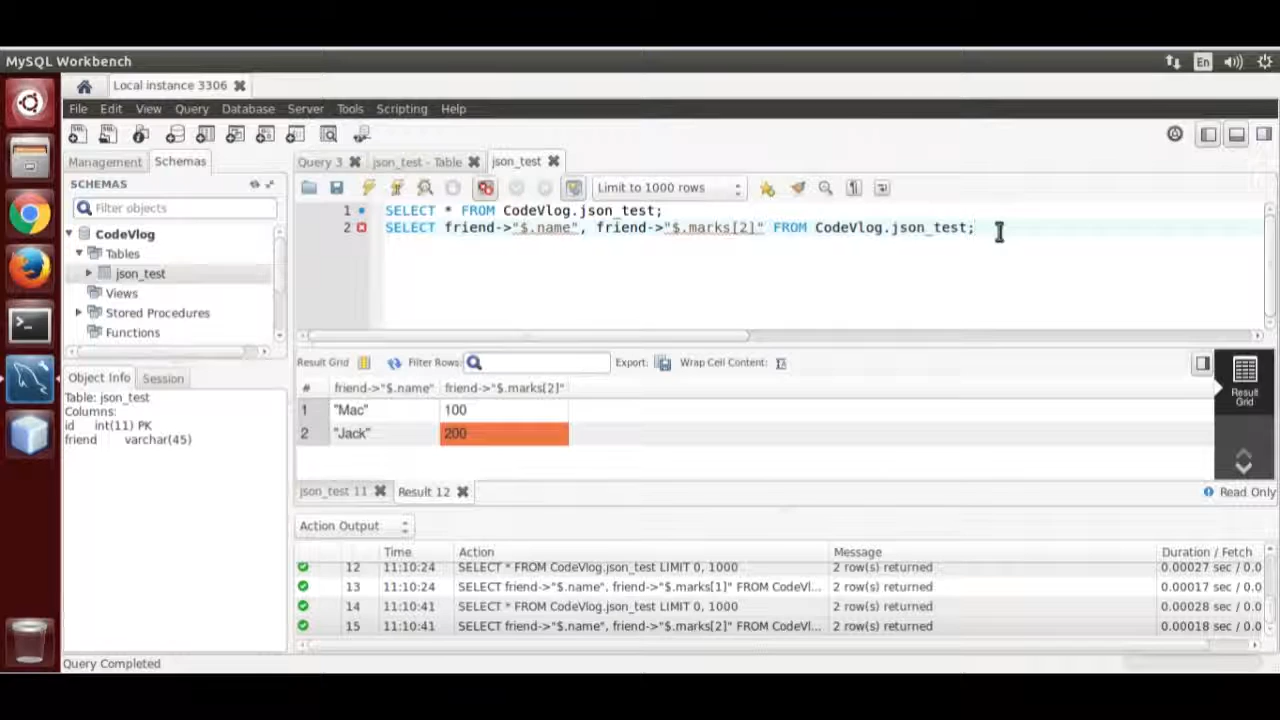 MySQL Workbench
En
Local instance 3306
File Edit View Query Database Server Tools Scripting Help
Management Schemas
Query 3 json_test - Table json_test
SCHEMAS
Limit to 1000 rows
Filter objects
1 SELECT * FROM CodeVlog.json_test;
2 SELECT friend->"$.name", friend->"$.marks[2]" FROM CodeVlog.json_test;
CodeVlog
Tables
json_test
Views
Stored Procedures
Functions
Result Grid Filter Rows: Export: Wrap Cell Content:
Result Grid
Object Info Session
# friend->"$.name" friend->"$.marks[2]"
1 "Mac" 100
2 "Jack" 200
Table: json_test
Columns:
id int(11) PK
friend varchar(45)
json_test 11 Result 12 Read Only
Action Output
Time Action Message Duration / Fetch
12 11:10:24 SELECT * FROM CodeVlog.json_test LIMIT 0, 1000 2 row(s) returned 0.00027 sec / 0.0
13 11:10:24 SELECT friend->"$.name", friend->"$.marks[1]" FROM CodeVl... 2 row(s) returned 0.00017 sec / 0.0
14 11:10:41 SELECT * FROM CodeVlog.json_test LIMIT 0, 1000 2 row(s) returned 0.00028 sec / 0.0
15 11:10:41 SELECT friend->"$.name", friend->"$.marks[2]" FROM CodeVl... 2 row(s) returned 0.00018 sec / 0.0
Query Completed